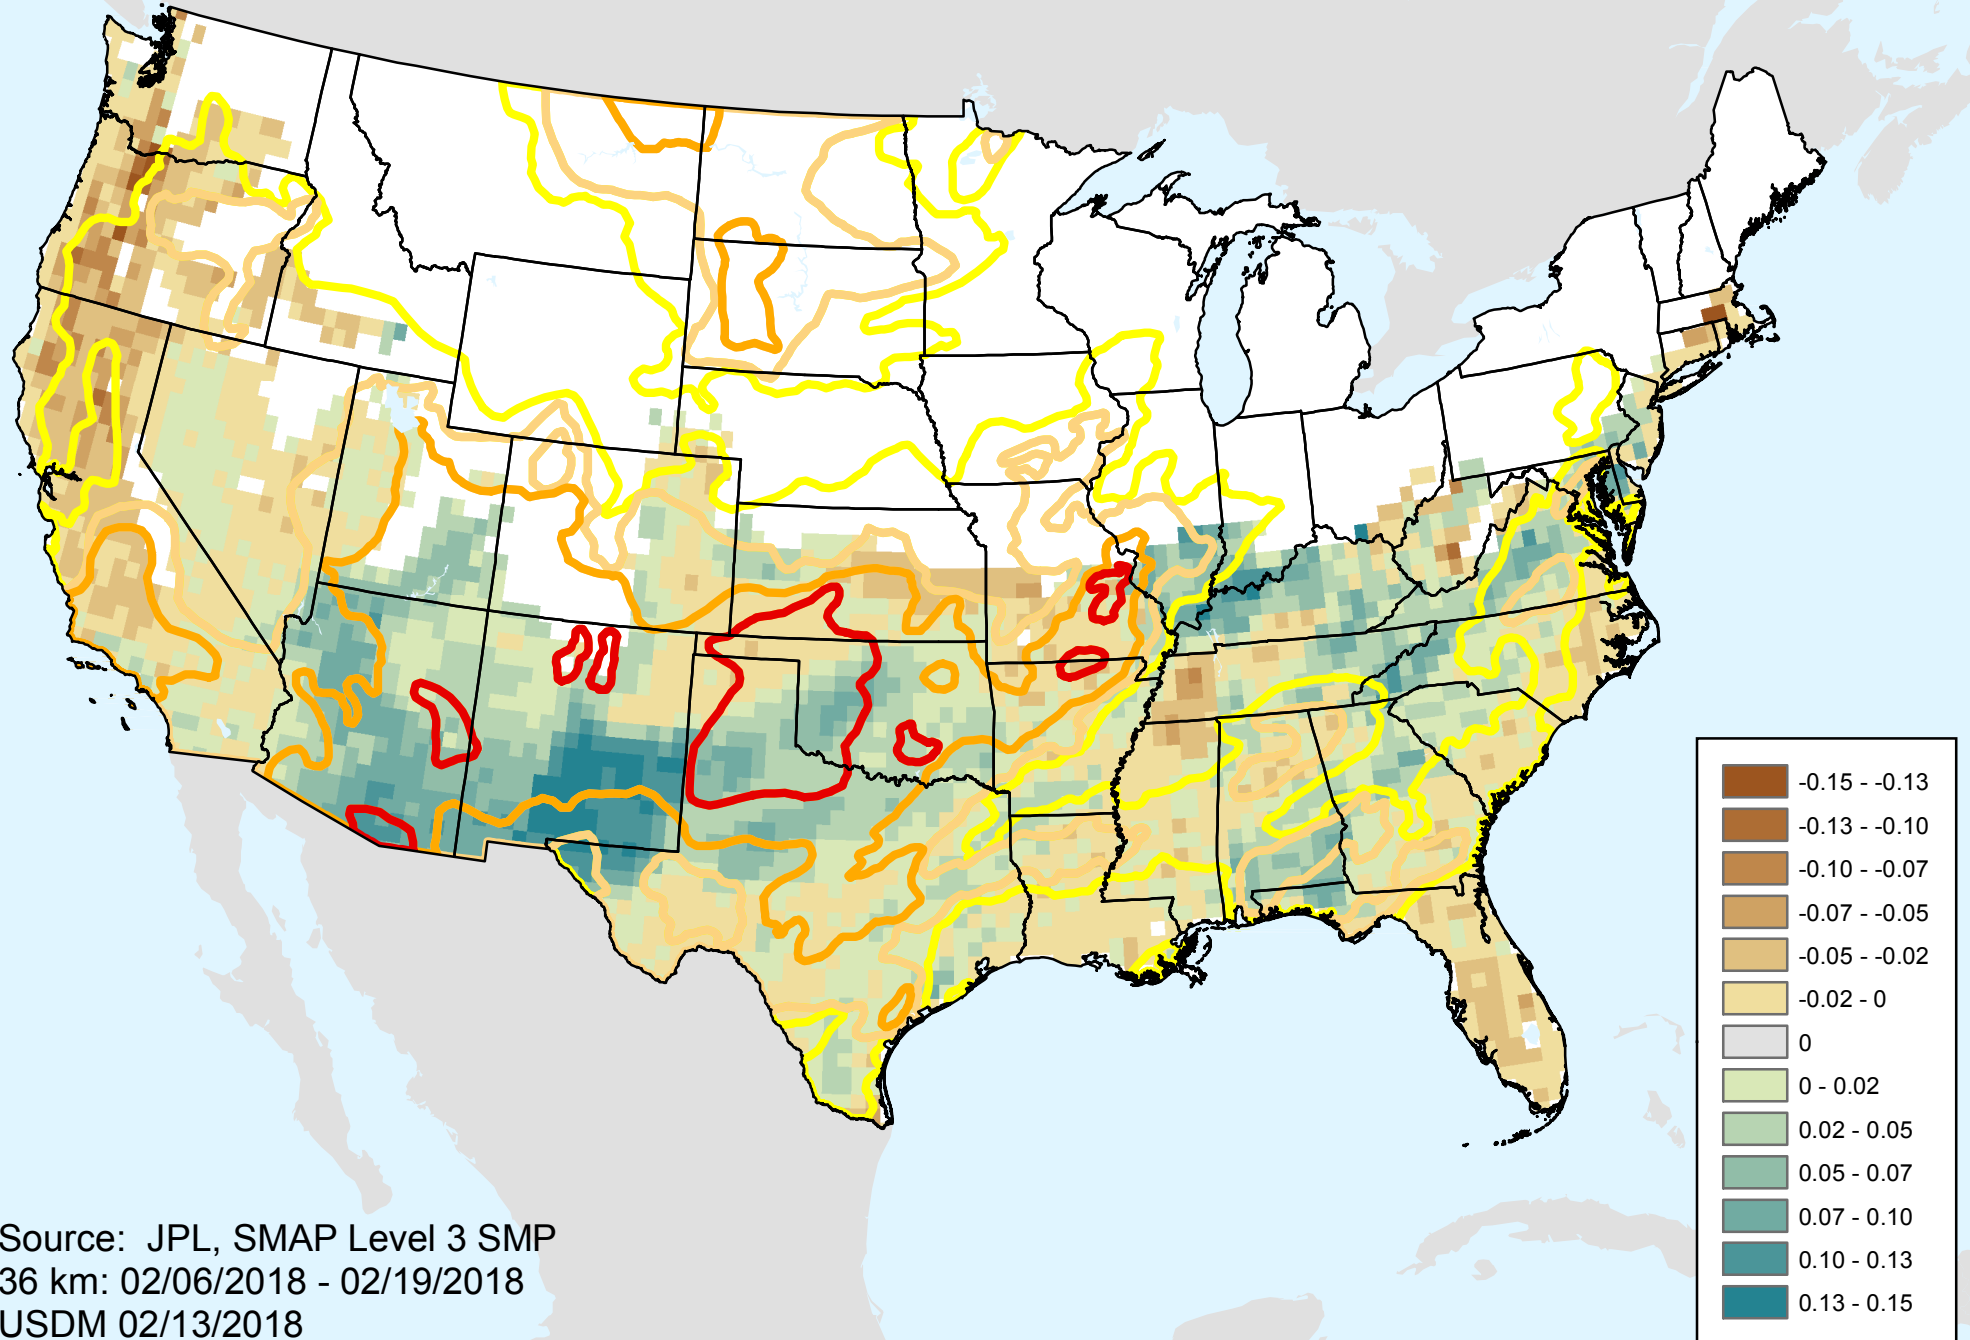 -0.15 - -0.13
-0.13 - -0.10
-0.10 - -0.07
-0.07 - -0.05
-0.05 - -0.02
-0.02 - 0
0
0 - 0.02
0.02 - 0.05
0.05 - 0.07
0.07 - 0.10
0.10 - 0.13
0.13 - 0.15
Source: JPL, SMAP Level 3 SMP
36 km: 02/06/2018 - 02/19/2018
USDM 02/13/2018